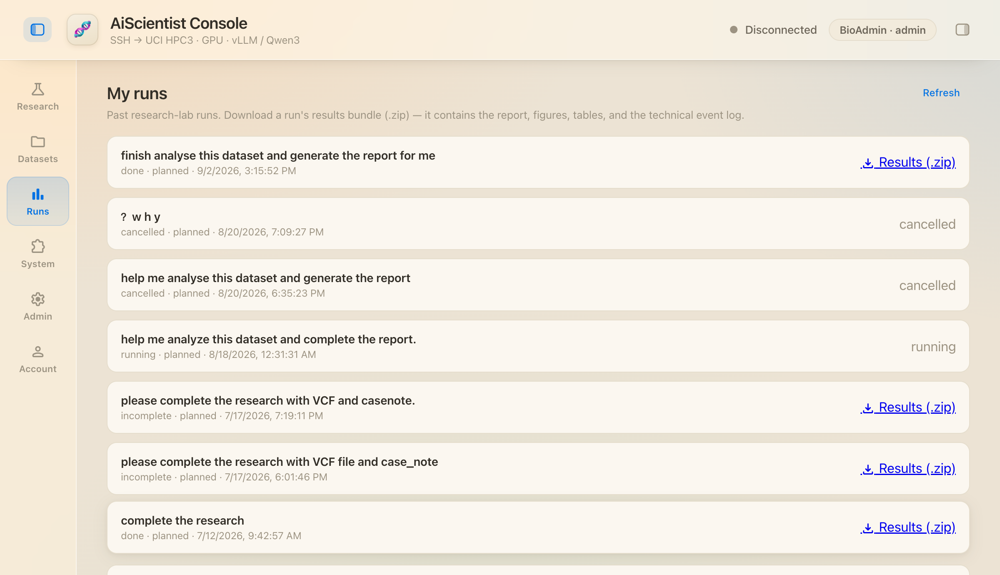 AiScientist Console
SSH → UCI HPC3 · GPU · vLLM / Qwen3
Disconnected
BioAdmin · admin
Research
Datasets
Runs
System
Admin
Account
My runs
Refresh
Past research-lab runs. Download a run's results bundle (.zip) — it contains the report, figures, tables, and the technical event log.
finish analyse this dataset and generate the report for me
done · planned · 9/2/2026, 3:15:52 PM
Results (.zip)
? w h y
cancelled · planned · 8/20/2026, 7:09:27 PM
cancelled
help me analyse this dataset and generate the report
cancelled · planned · 8/20/2026, 6:35:23 PM
cancelled
help me analyze this dataset and complete the report.
running · planned · 8/18/2026, 12:31:31 AM
running
please complete the research with VCF and casenote.
incomplete · planned · 7/17/2026, 7:19:11 PM
Results (.zip)
please complete the research with VCF file and case_note
incomplete · planned · 7/17/2026, 6:01:46 PM
Results (.zip)
complete the research
done · planned · 7/12/2026, 9:42:57 AM
Results (.zip)